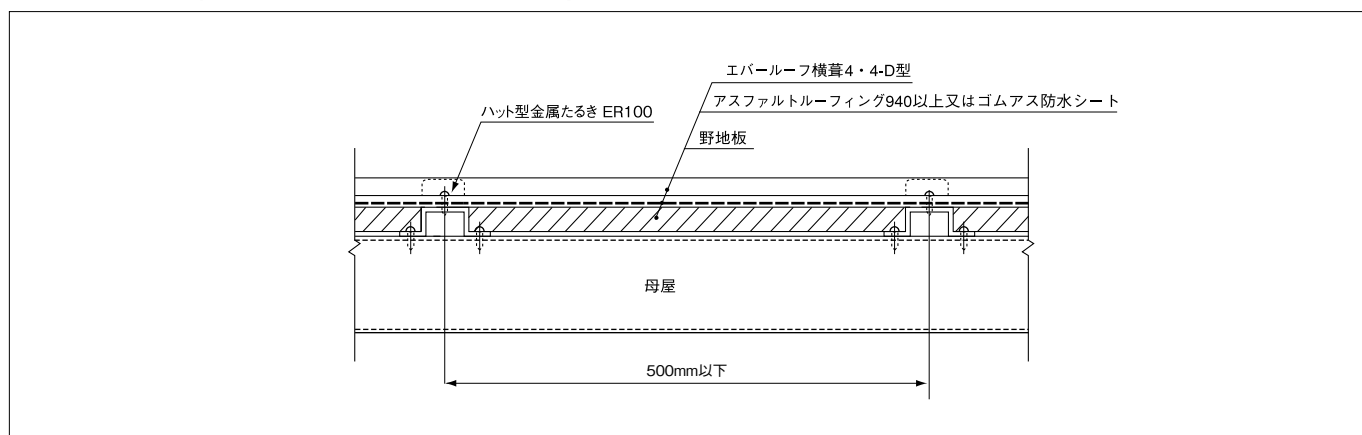 エバールーフ横葺4・4-D型
アスファルトルーフィング940以上又はゴムアス防水シート
ハット型金属たるき ER100
野地板
母屋
500mm以下